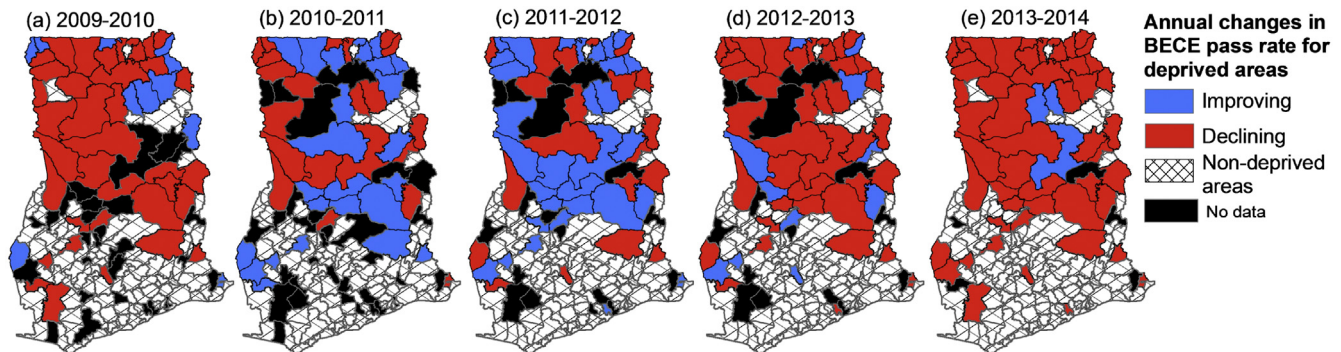 (a) 2009-2010
(b) 2010-2011
(c) 2011-2012
(d) 2012-2013
(e) 2013-2014
Annual changes in
BECE pass rate for
deprived areas
Improving
Declining
Non-deprived
areas
No data